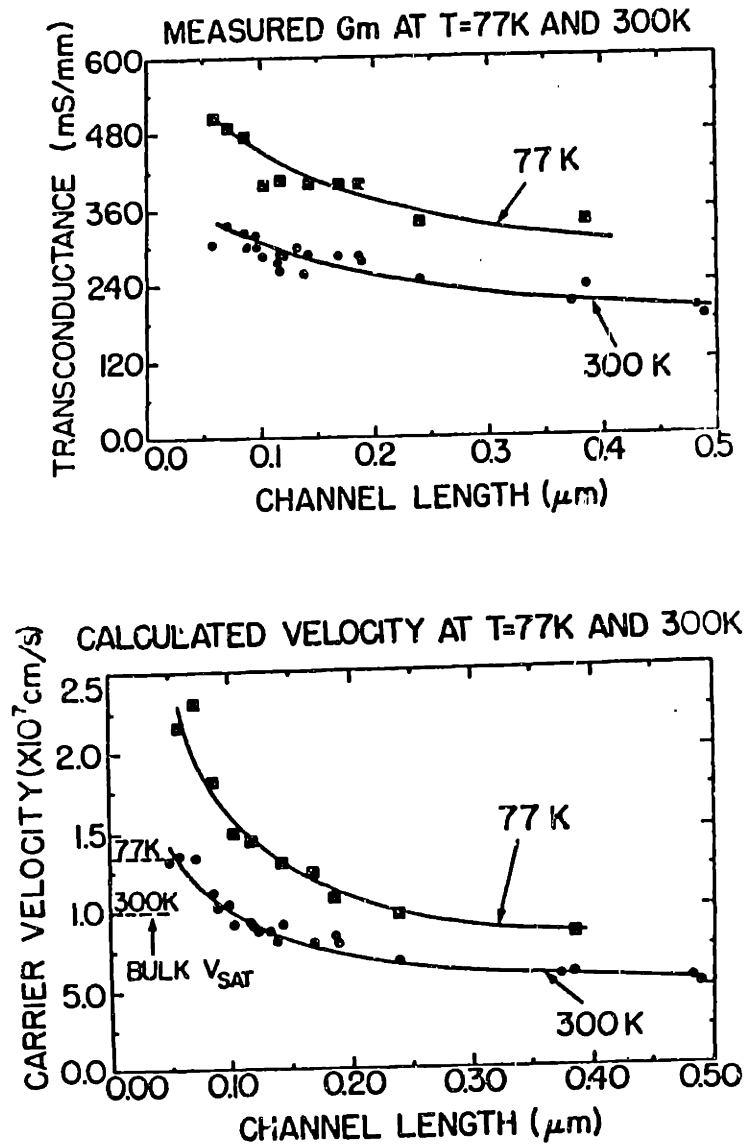 MEASURED Gm AT T=77K AND 300K
TRANSCONDUCTANCE (mS/mm)
600
480
360
240
120
0.0
77 K
300 K
0.0 0.1 0.2 0.3 0.4 0.5
CHANNEL LENGTH (μm)
CALCULATED VELOCITY AT T=77K AND 300K
CARRIER VELOCITY (X10⁷cm/s)
2.5
2.0
1.5
77K
300K
1.0
BULK VSAT
5.0
0.0
77 K
300 K
0.00 0.10 0.20 0.30 0.40 0.50
CHANNEL LENGTH (μm)